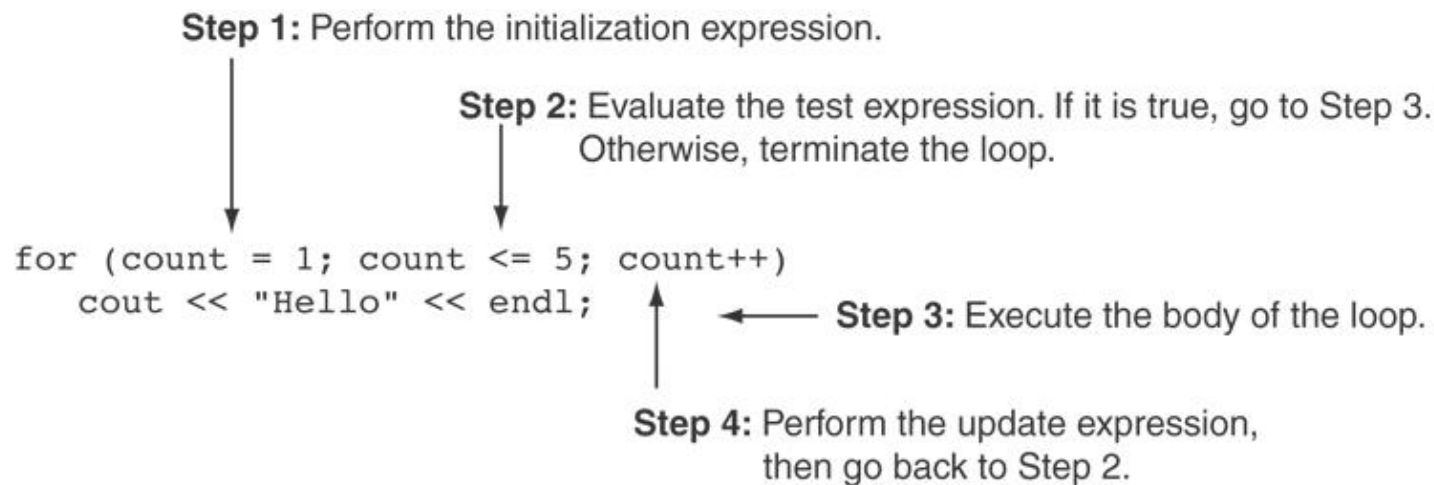 Step 1: Perform the initialization expression.
Step 2: Evaluate the test expression. If it is true, go to Step 3.
Otherwise, terminate the loop.
for (count = 1; count <= 5; count++)
cout << "Hello" << endl;
Step 3: Execute the body of the loop.
Step 4: Perform the update expression,
then go back to Step 2.